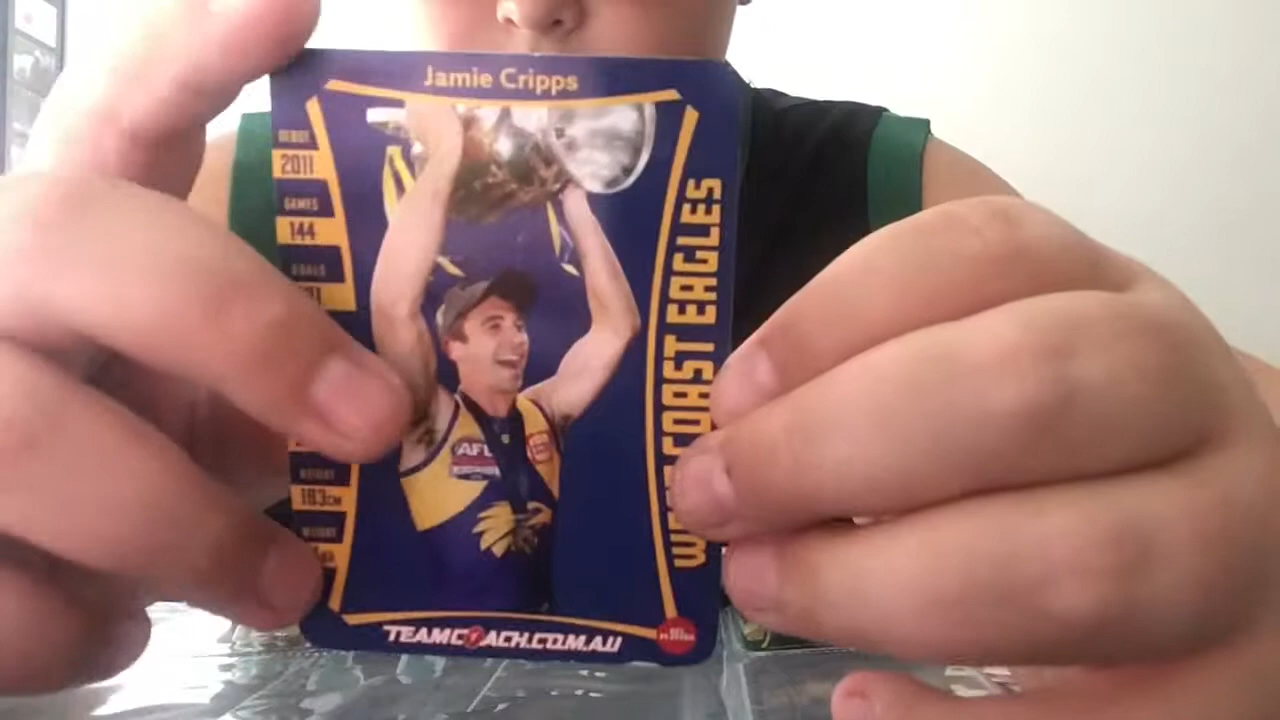 Jamie Cripps
DEBUT
2011
GAMES
144
GOALS
HEIGHT
183CM
WEIGHT
WEST COAST EAGLES
AFL
TEAMCOACH.COM.AU